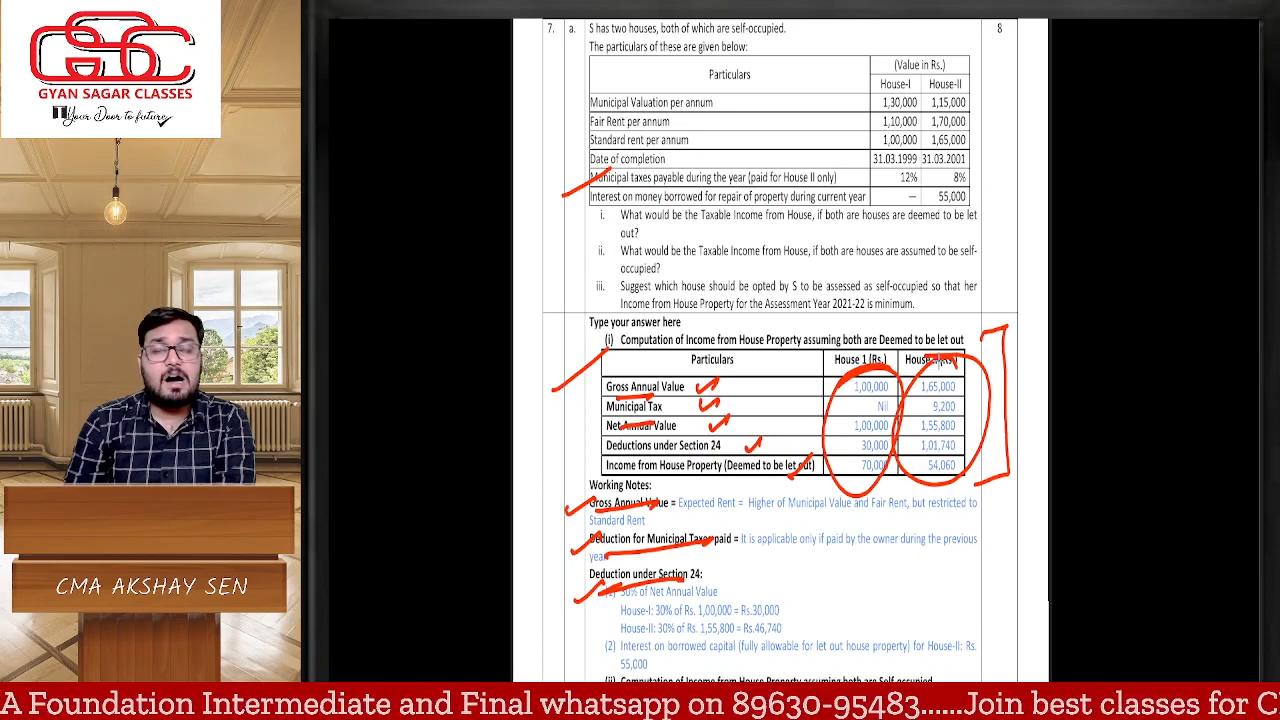 GSC
GYAN SAGAR CLASSES
Your Door to future
7. a. S has two houses, both of which are self-occupied. 8
The particulars of these are given below:
Particulars (Value in Rs.)
House-I House-II
Municipal Valuation per annum 1,30,000 1,15,000
Fair Rent per annum 1,10,000 1,70,000
Standard rent per annum 1,00,000 1,65,000
Date of completion 31.03.1999 31.03.2001
Municipal taxes payable during the year (paid for House II only) 12% 8%
Interest on money borrowed for repair of property during current year — 55,000
i. What would be the Taxable Income from House, if both are houses are deemed to be let
out?
ii. What would be the Taxable Income from House, if both are houses are assumed to be self-
occupied?
iii. Suggest which house should be opted by S to be assessed as self-occupied so that her
Income from House Property for the Assessment Year 2021-22 is minimum.
Type your answer here
(i) Computation of Income from House Property assuming both are Deemed to be let out
Particulars House 1 (Rs.) House
Gross Annual Value 1,00,000 1,65,000
Municipal Tax Nil 9,200
Net Annual Value 1,00,000 1,55,800
Deductions under Section 24 30,000 1,01,740
Income from House Property (Deemed to be let out) 70,000 54,060
Working Notes:
Gross Annual Value = Expected Rent = Higher of Municipal Value and Fair Rent, but restricted to
Standard Rent
Deduction for Municipal Taxes paid = It is applicable only if paid by the owner during the previous
year
Deduction under Section 24:
(1) 30% of Net Annual Value
House-I: 30% of Rs. 1,00,000 = Rs.30,000
House-II: 30% of Rs. 1,55,800 = Rs.46,740
(2) Interest on borrowed capital (fully allowable for let out house property) for House-II: Rs.
55,000
(ii) Computation of Income from House Property assuming both are Self-occupied
CMA AKSHAY SEN
A Foundation Intermediate and Final whatsapp on 89630-95483......Join best classes for C